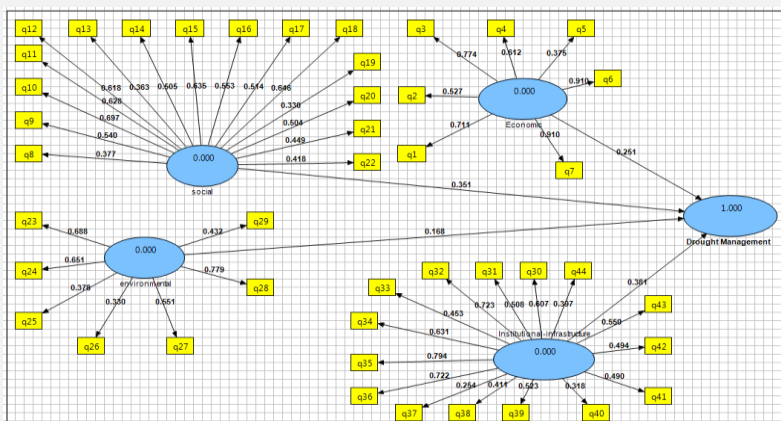 q12 q13 q14 q15 q16 q17 q18
q11
q10
q9
q8
q19
q20
q21
q22
0.618 0.363 0.505 0.635 0.553 0.514 0.646
0.628
0.697
0.540
0.377
0.338
0.504
0.449
0.418
0.000
social
q3 q4 q5
q2
q6
q1
q7
0.774 0.612 0.375
0.527
0.910
0.711
0.910
0.000
Economic
0.251
0.351
0.168
0.381
1.000
Drought Management
q23
q24
q25
q26
q27
q28
q29
0.688
0.651
0.378
0.330
0.551
0.779
0.432
0.000
environmental
q32 q31 q30 q44
q33
q34
q35
q36
q37
q38
q39
q40
q41
q42
q43
0.723 0.508 0.607 0.397
0.453
0.631
0.794
0.722
0.254
0.411
0.523
0.318
0.490
0.494
0.550
Institutional-infrastructure
0.000